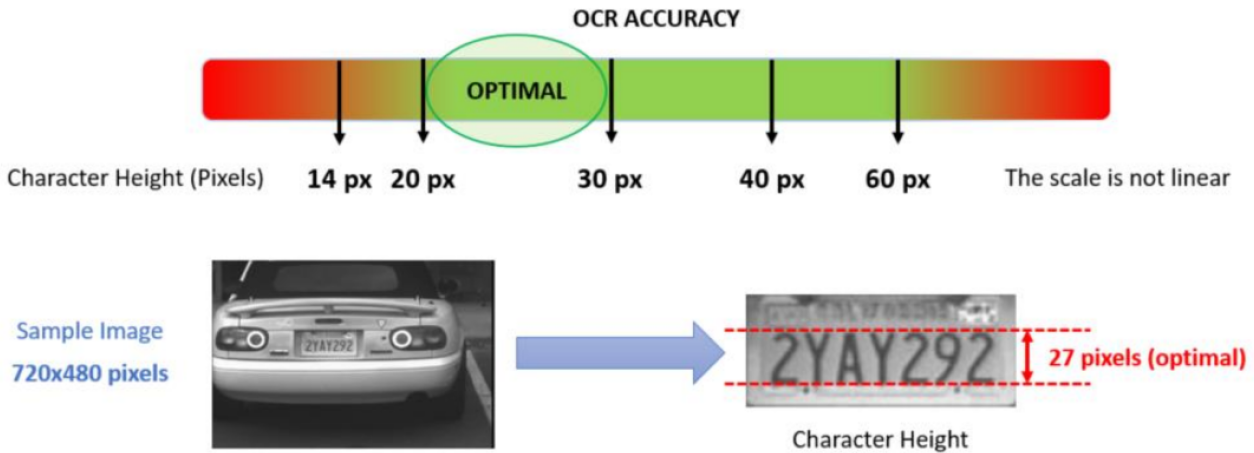 OCR ACCURACY
OPTIMAL
Character Height (Pixels) 14 px 20 px 30 px 40 px 60 px The scale is not linear
Sample Image
720x480 pixels
2YAY292
CALIFORNIA
2YAY292
27 pixels (optimal)
Character Height